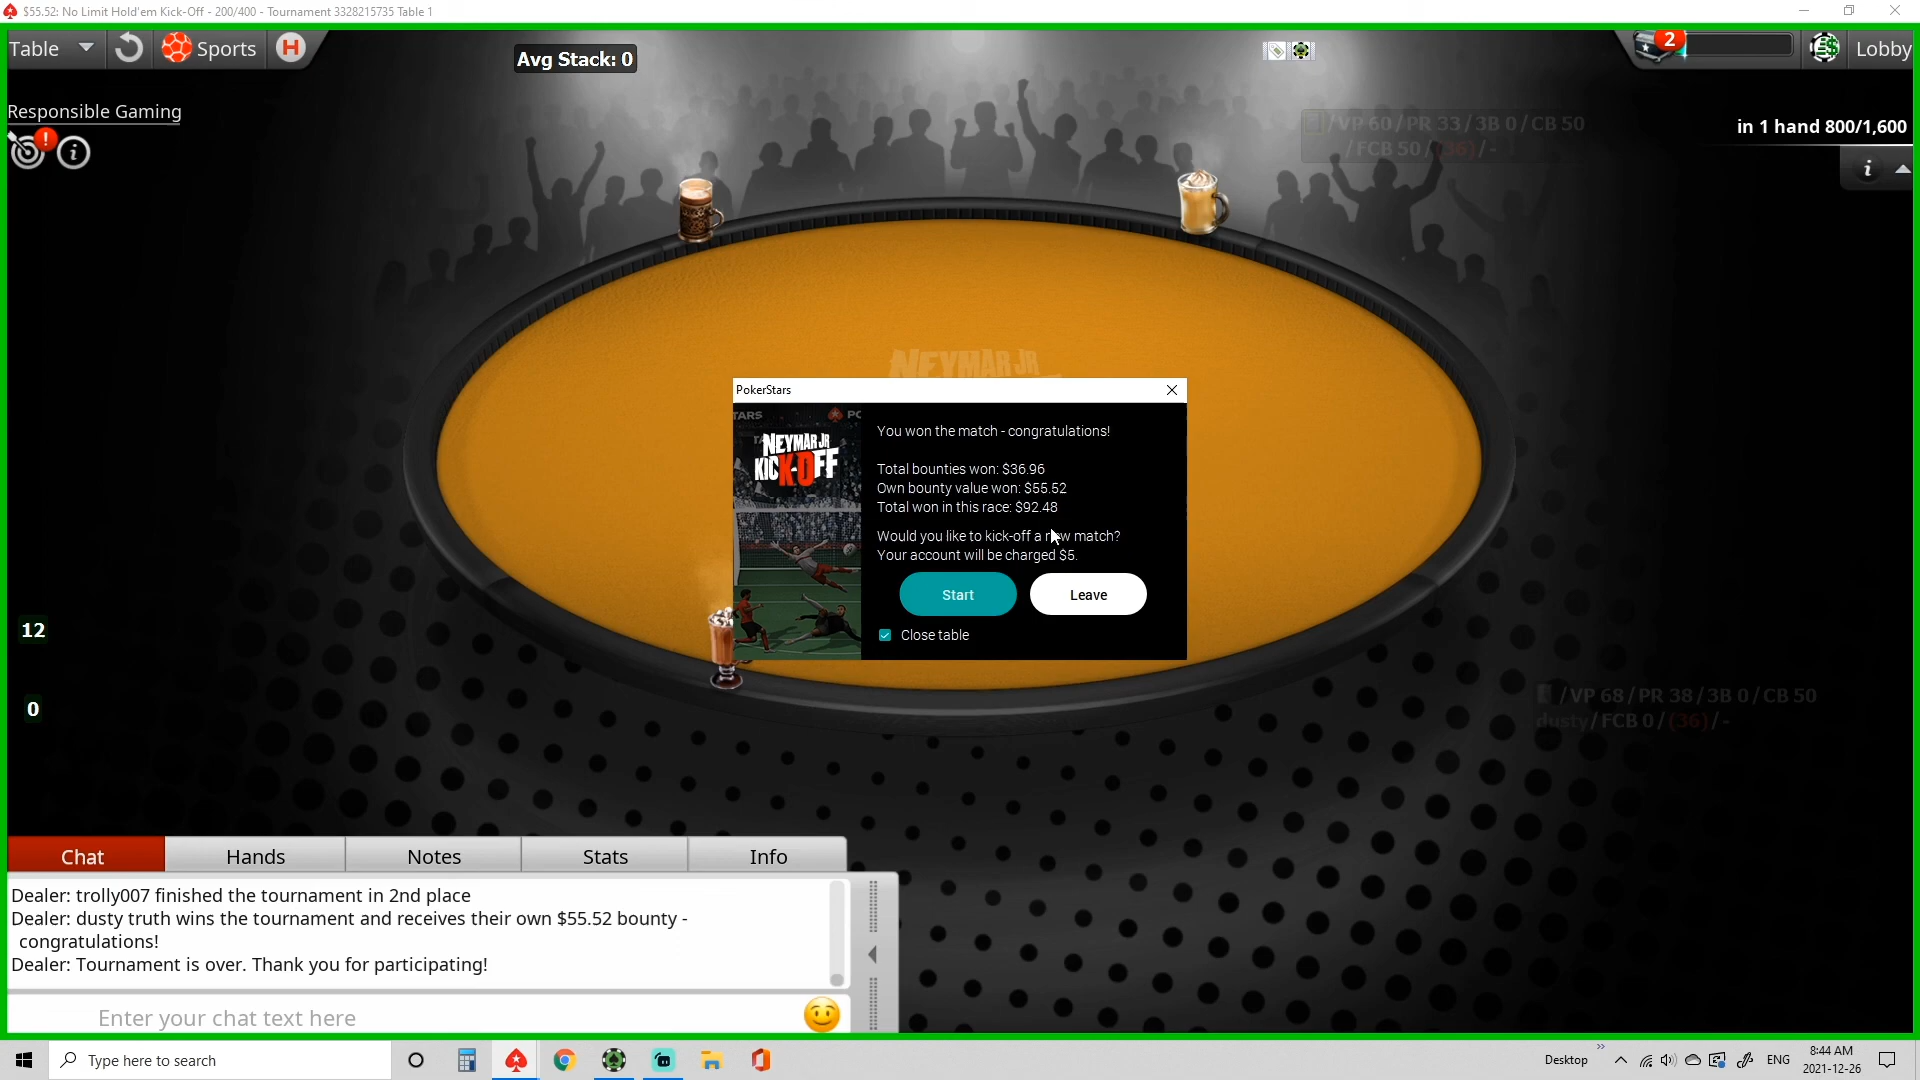 $55.52: No Limit Hold'em Kick-Off - 200/400 - Tournament 3328215735 Table 1
Table
Sports
H
Avg Stack: 0
2
Lobby
Responsible Gaming
/ VP 60 / PR 33 / 3B 0 / CB 50
/ FCB 50 / (36) / -
in 1 hand 800/1,600
NEYMAR JR
PokerStars
TARS
PO
NEYMAR JR
KICKOFF
You won the match - congratulations!
Total bounties won: $36.96
Own bounty value won: $55.52
Total won in this race: $92.48
Would you like to kick-off a new match?
Your account will be charged $5.
Start
Leave
Close table
12
0
/ VP 68 / PR 38 / 3B 0 / CB 50
dusty / FCB 0 / (36) / -
Chat
Hands
Notes
Stats
Info
Dealer: trolly007 finished the tournament in 2nd place
Dealer: dusty truth wins the tournament and receives their own $55.52 bounty -
congratulations!
Dealer: Tournament is over. Thank you for participating!
Enter your chat text here
Type here to search
Desktop
ENG
8:44 AM
2021-12-26